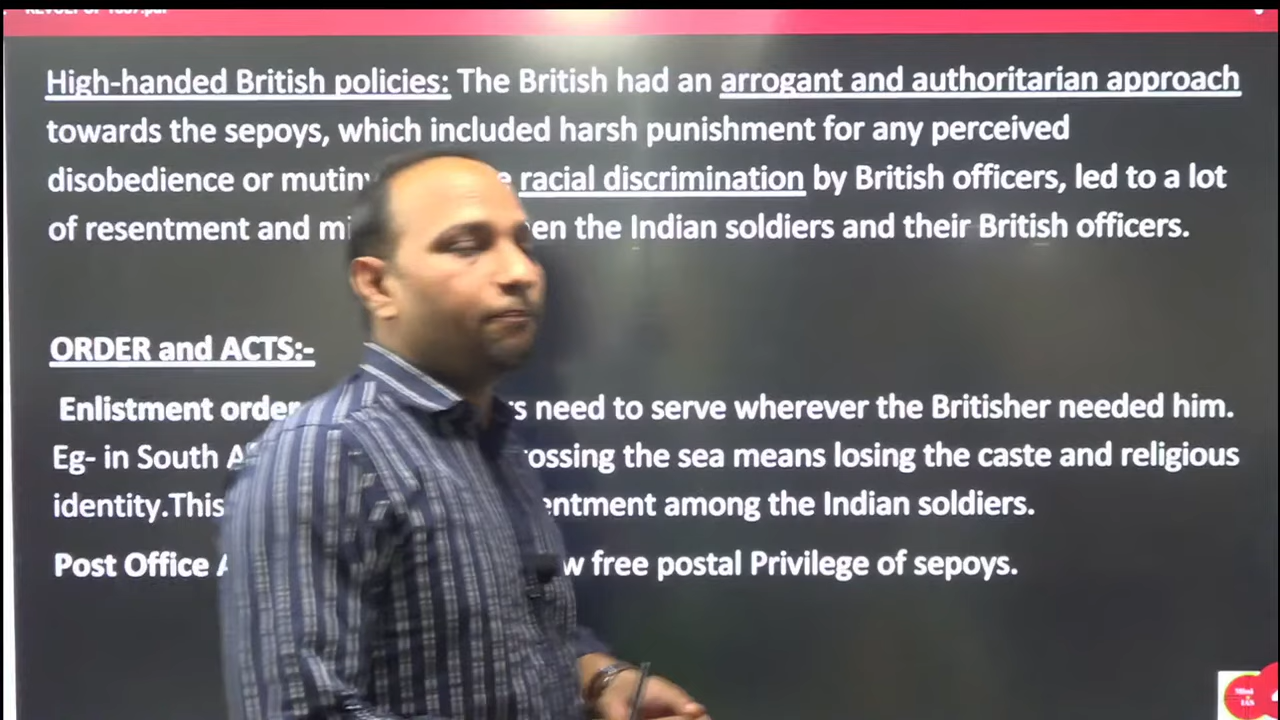 REVOLT OF 1857.pdf
High-handed British policies: The British had an arrogant and authoritarian approach
towards the sepoys, which included harsh punishment for any perceived
disobedience or mutiny racial discrimination by British officers, led to a lot
of resentment and the Indian soldiers and their British officers.
ORDER and ACTS:-
Enlistment order need to serve wherever the Britisher needed him.
Eg- in South the sea means losing the caste and religious
identity.This among the Indian soldiers.
Post Office free postal Privilege of sepoys.